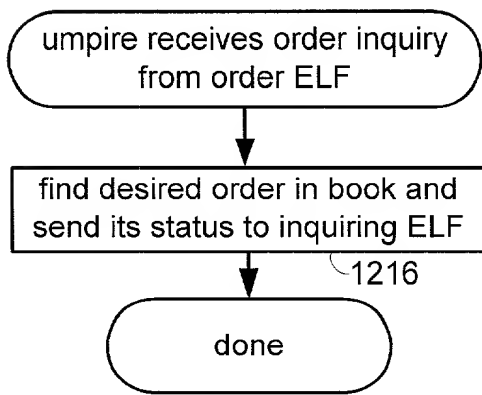 umpire receives order inquiry
from order ELF
find desired order in book and
send its status to inquiring ELF
1216
done